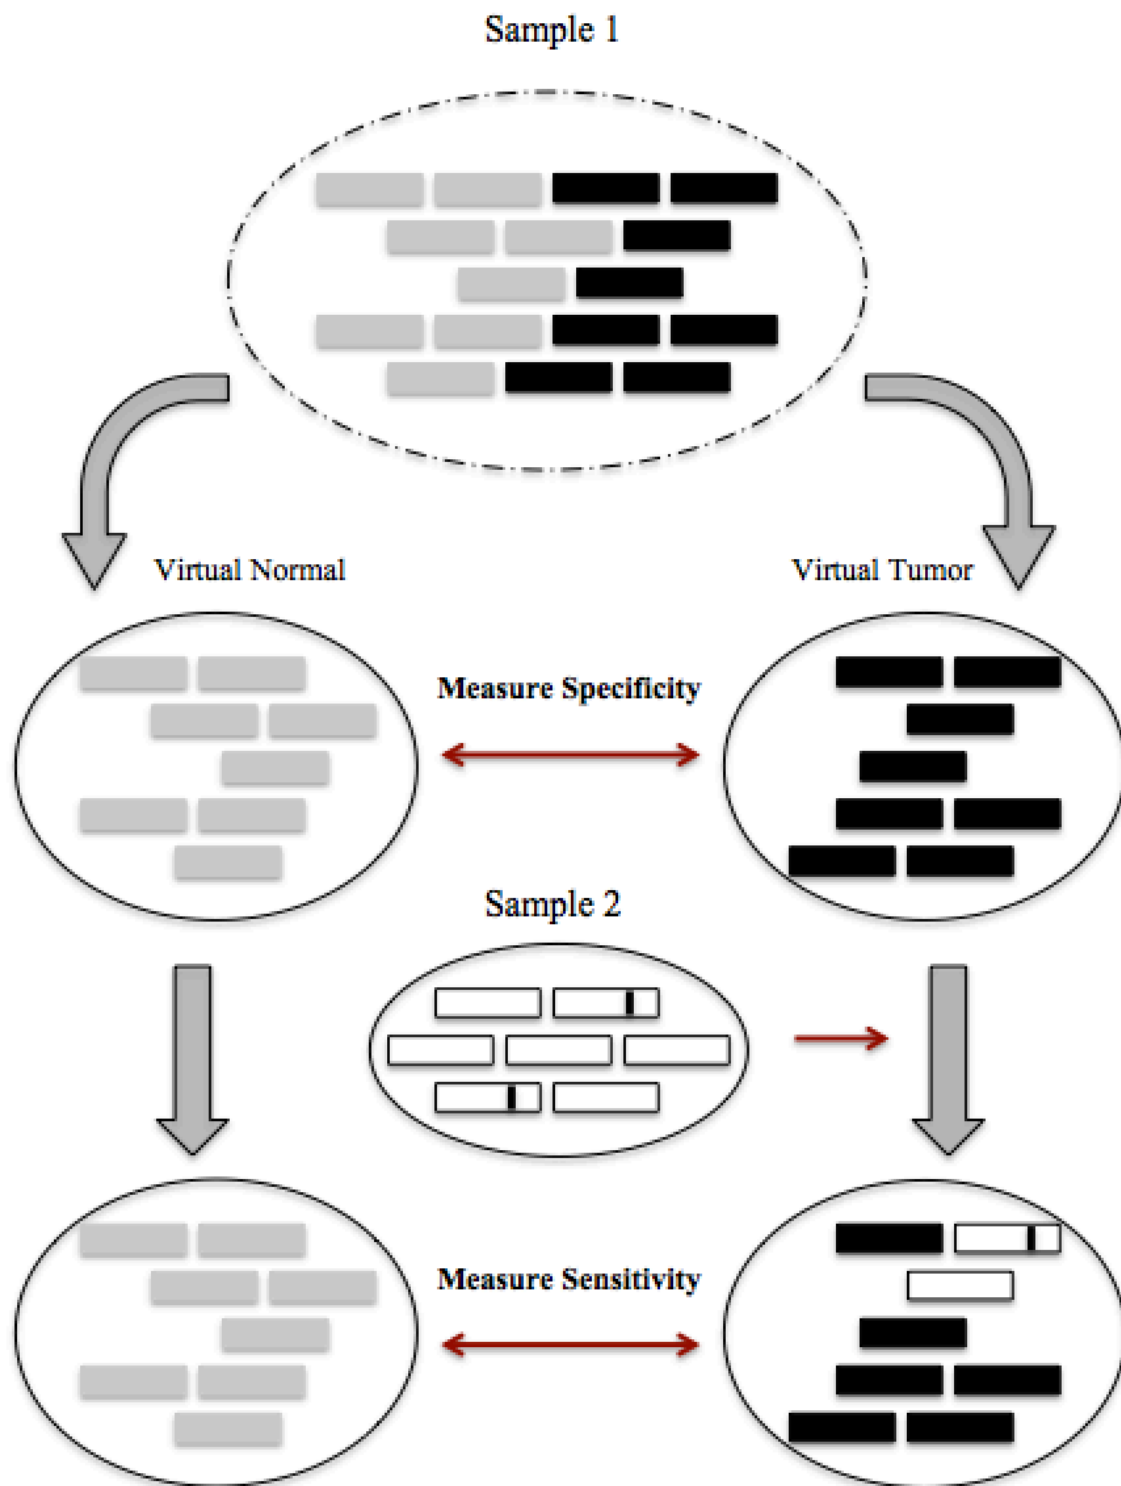 Sample 1
Virtual Normal
Virtual Tumor
Measure Specificity
Sample 2
Measure Sensitivity